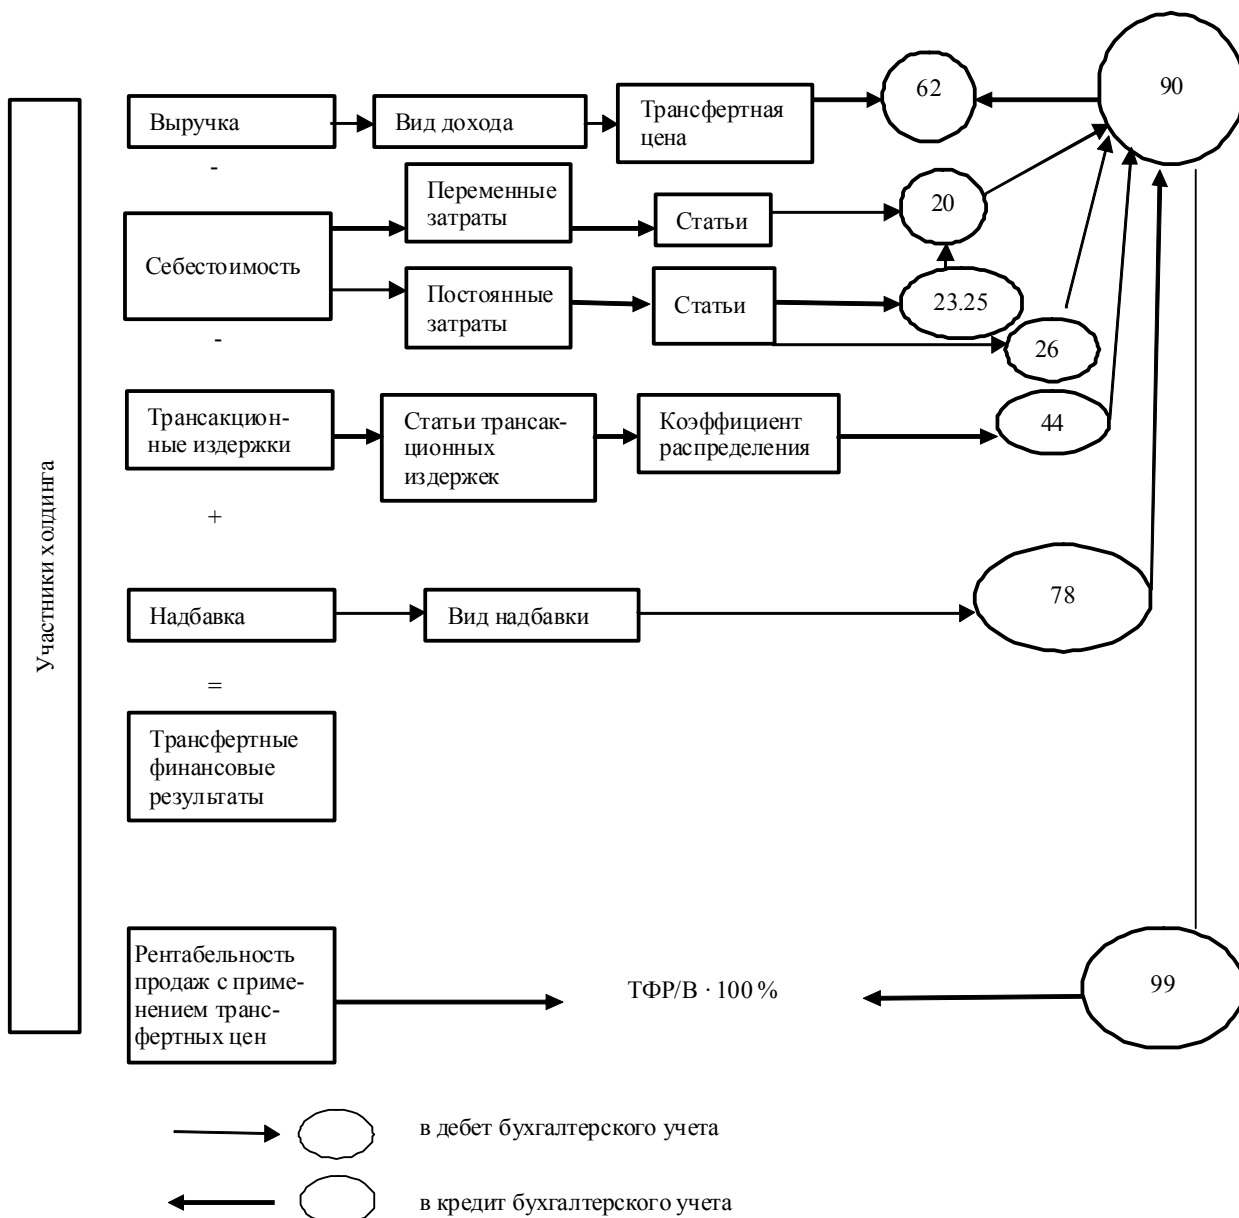 Участники холдинга
Выручка
Вид дохода
Трансфертная
цена
62
90
-
Себестоимость
Переменные
затраты
Статьи
20
Постоянные
затраты
Статьи
23.25
26
-
Трансакцион-
ные издержки
Статьи трансак-
ционных
издержек
Коэффициент
распределения
44
+
Надбавка
Вид надбавки
78
=
Трансфертные
финансовые
результаты
Рентабельность
продаж с приме-
нением транс-
фертных цен
ТФР/В · 100 %
99
в дебет бухгалтерского учета
в кредит бухгалтерского учета